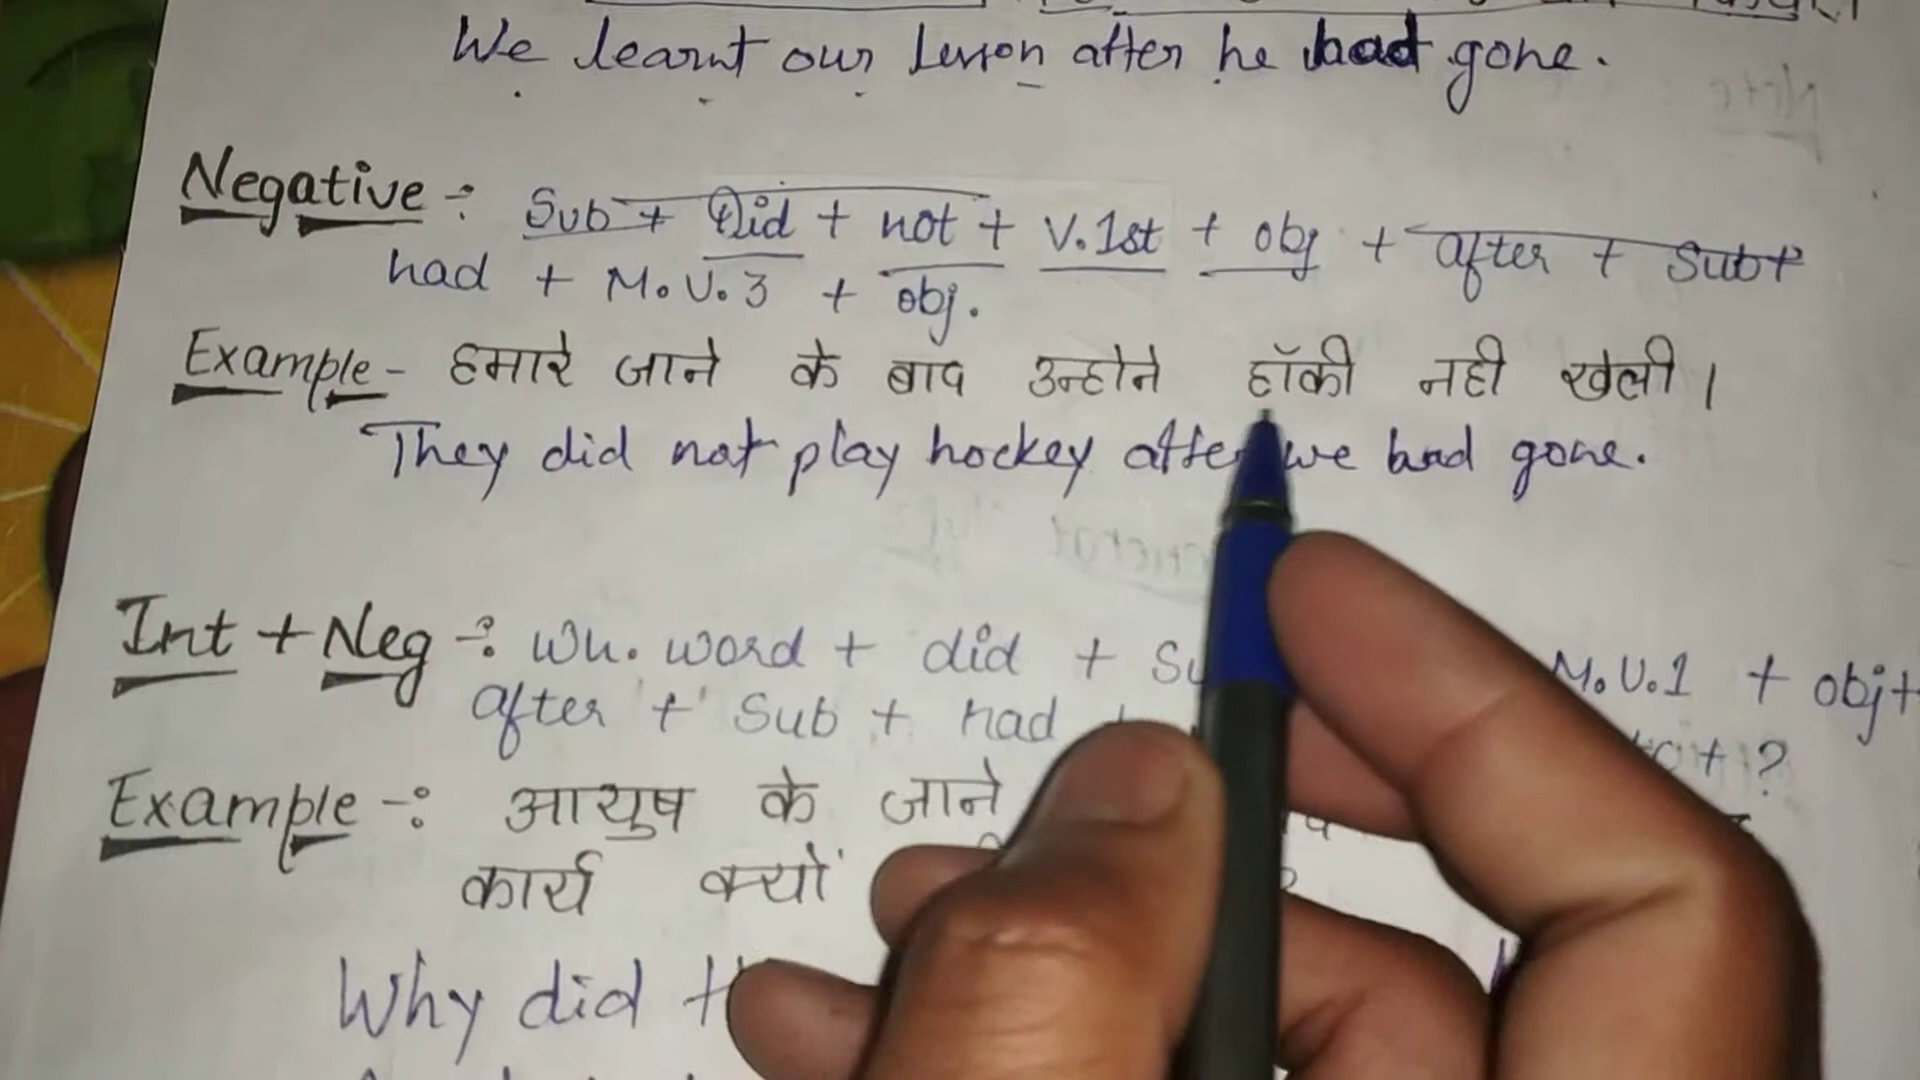 We learnt our lesson after he had gone.
Negative -: Sub + Did + not + V.1st + obj + after + Sub +
had + M.V.3 + obj.
Example - हमारे जाने के बाद उन्होने हॉकी नही खेली।
They did not play hockey after we had gone.
Int + Neg -: Wh. word + did + M.V.1 + obj +
after + Sub + had + ?
Example -: आयुष के जाने
कार्य क्यों
Why did